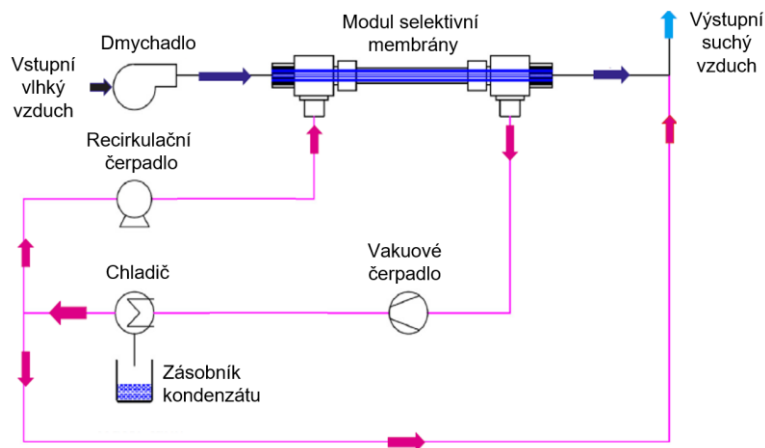 Vstupní
vlhký
vzduch
Dmychadlo
Modul selektivní
membrány
Výstupní
suchý
vzduch
Recirkulační
čerpadlo
Chladič
Vakuové
čerpadlo
Zásobník
kondenzátu